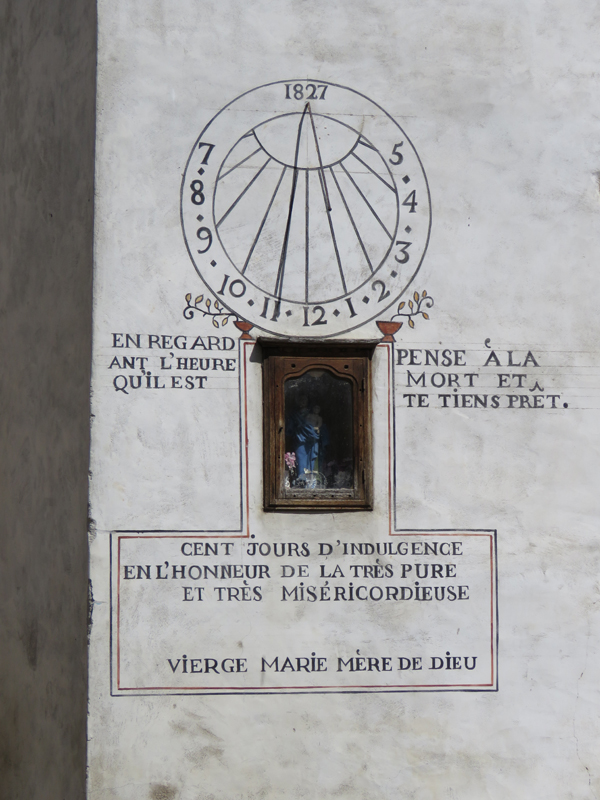 1827
7 8 9 10 11 12 1 2 3 4 5
EN REGARD
ANT L'HEURE
QU'IL EST
PENSE À LA
MORT ET
TE TIENS PRÊT.
CENT JOURS D'INDULGENCE
EN L'HONNEUR DE LA TRÈS PURE
ET TRÈS MISÉRICORDIEUSE
VIERGE MARIE MÈRE DE DIEU